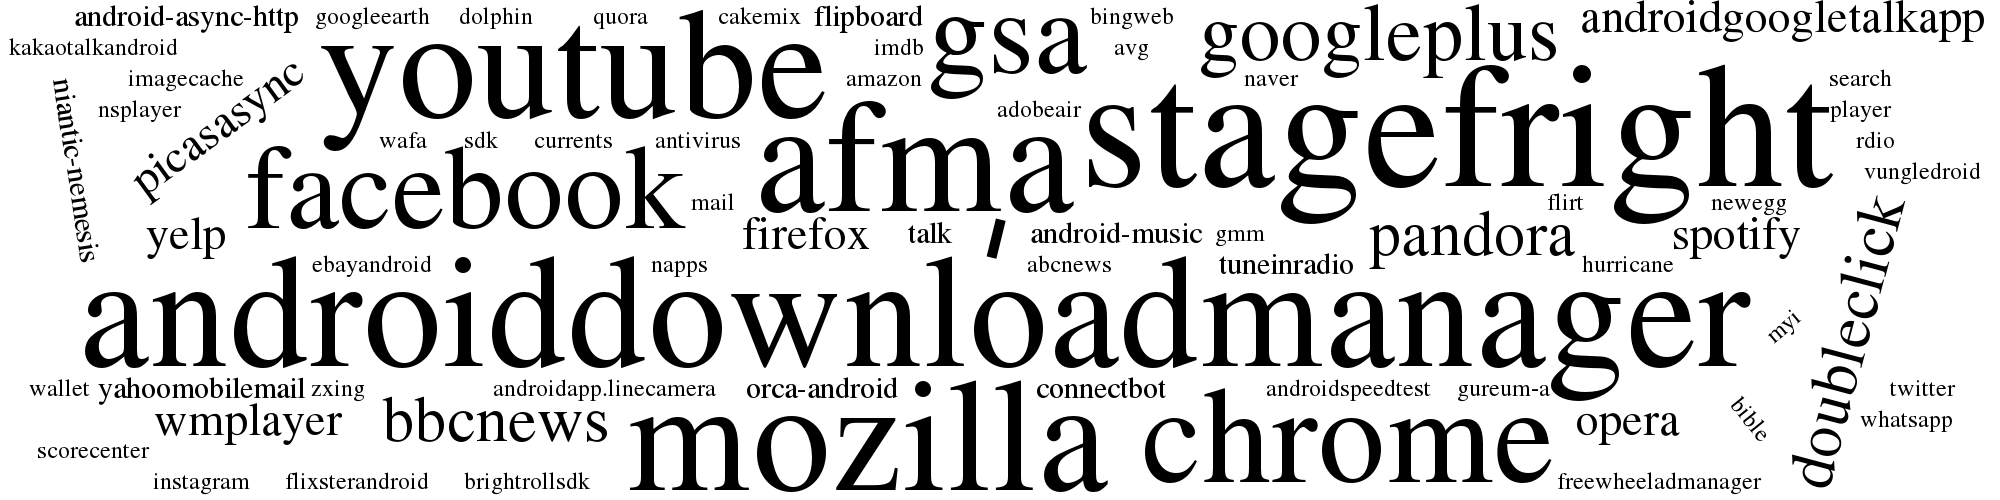 android-async-http googleearth dolphin quora cakemix flipboard gsa bingweb googleplus androidgoogletalkapp
kakaotalkandroid youtube imdb avg
imagecache amazon naver search
niantic-nemesis nsplayer picasasync adobeair stagefright player
wafa sdk currents antivirus afma rdio
vungledroid
facebook mail flirt newegg
yelp firefox talk android-music gmm pandora spotify doubleclick
ebayandroid napps abcnews tuneinradio hurricane
androiddownloadmanager myi
wallet yahoomobilemail zxing androidapp.linecamera orca-android connectbot androidspeedtest gureum-a twitter
wmplayer bbcnews mozilla chrome opera bible whatsapp
scorecenter
instagram flixsterandroid brightrollsdk freewheeladmanager